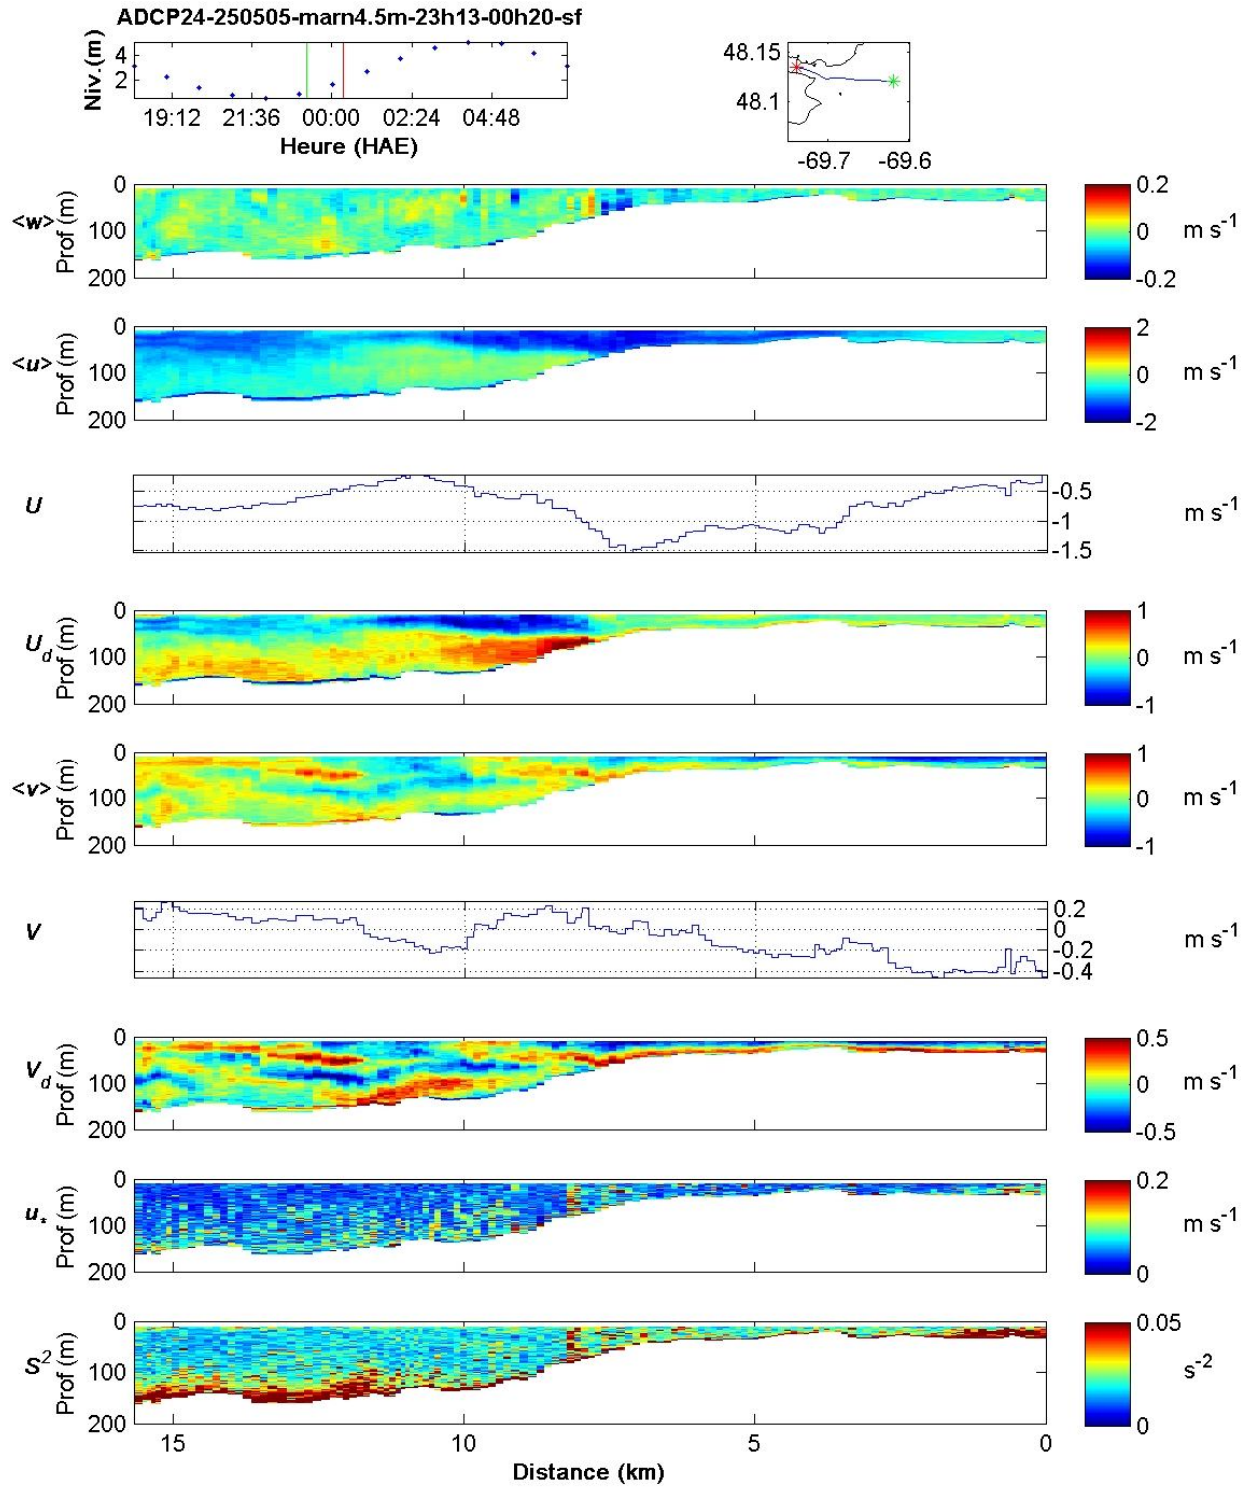 ADCP24-250505-marn4.5m-23h13-00h20-sf
Niv.(m)
4
2
19:12 21:36 00:00 02:24 04:48
Heure (HAE)
48.15
48.1
-69.7 -69.6
<w>
Prof (m)
0
100
200
0.2
0
-0.2
m s-1
<u>
Prof (m)
0
100
200
2
0
-2
m s-1
U
-0.5
-1
-1.5
m s-1
Ud
Prof (m)
0
100
200
1
0
-1
m s-1
<v>
Prof (m)
0
100
200
1
0
-1
m s-1
V
0.2
0
-0.2
-0.4
m s-1
Vd
Prof (m)
0
100
200
0.5
0
-0.5
m s-1
u*
Prof (m)
0
100
200
0.2
0
m s-1
S2
Prof (m)
0
100
200
0.05
0
s-2
15 10 5 0
Distance (km)